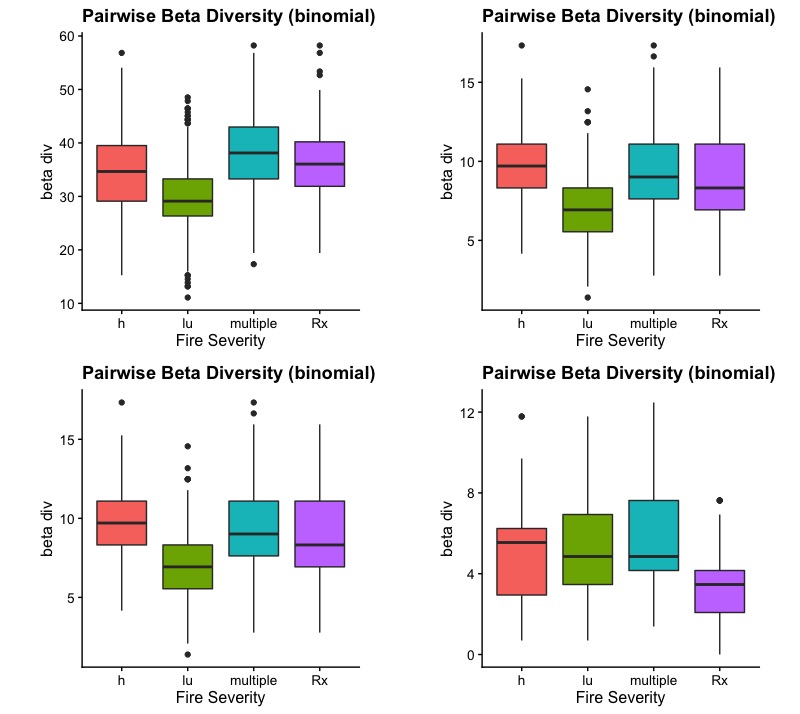 Pairwise Beta Diversity (binomial)
60
50
40
30
20
10
beta div
h lu multiple Rx
Fire Severity
Pairwise Beta Diversity (binomial)
15
10
5
beta div
h lu multiple Rx
Fire Severity
Pairwise Beta Diversity (binomial)
15
10
5
beta div
h lu multiple Rx
Fire Severity
Pairwise Beta Diversity (binomial)
12
8
4
0
beta div
h lu multiple Rx
Fire Severity